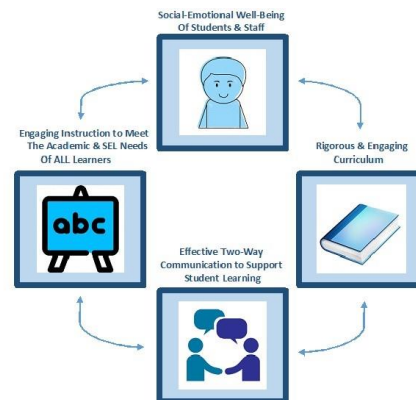 Social-Emotional Well-Being
Of Students & Staff
Engaging Instruction to Meet
The Academic & SEL Needs
Of ALL Learners
abc
Rigorous & Engaging
Curriculum
Effective Two-Way
Communication to Support
Student Learning